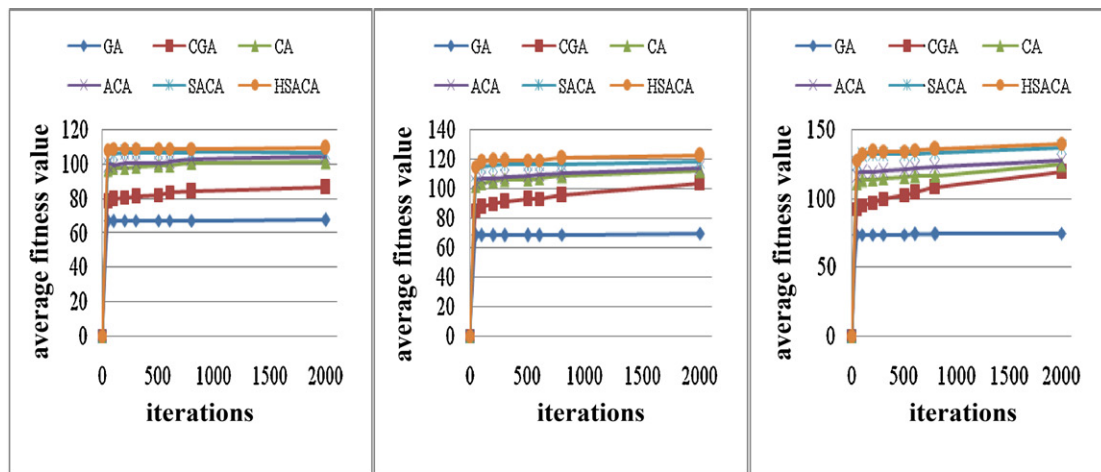 GA CGA CA
ACA SACA HSACA
120
100
80
60
40
20
0
average fitness value
0 500 1000 1500 2000
iterations
GA CGA CA
ACA SACA HSACA
140
120
100
80
60
40
20
0
average fitness value
0 500 1000 1500 2000
iterations
GA CGA CA
ACA SACA HSACA
150
100
50
0
average fitness value
0 500 1000 1500 2000
iterations